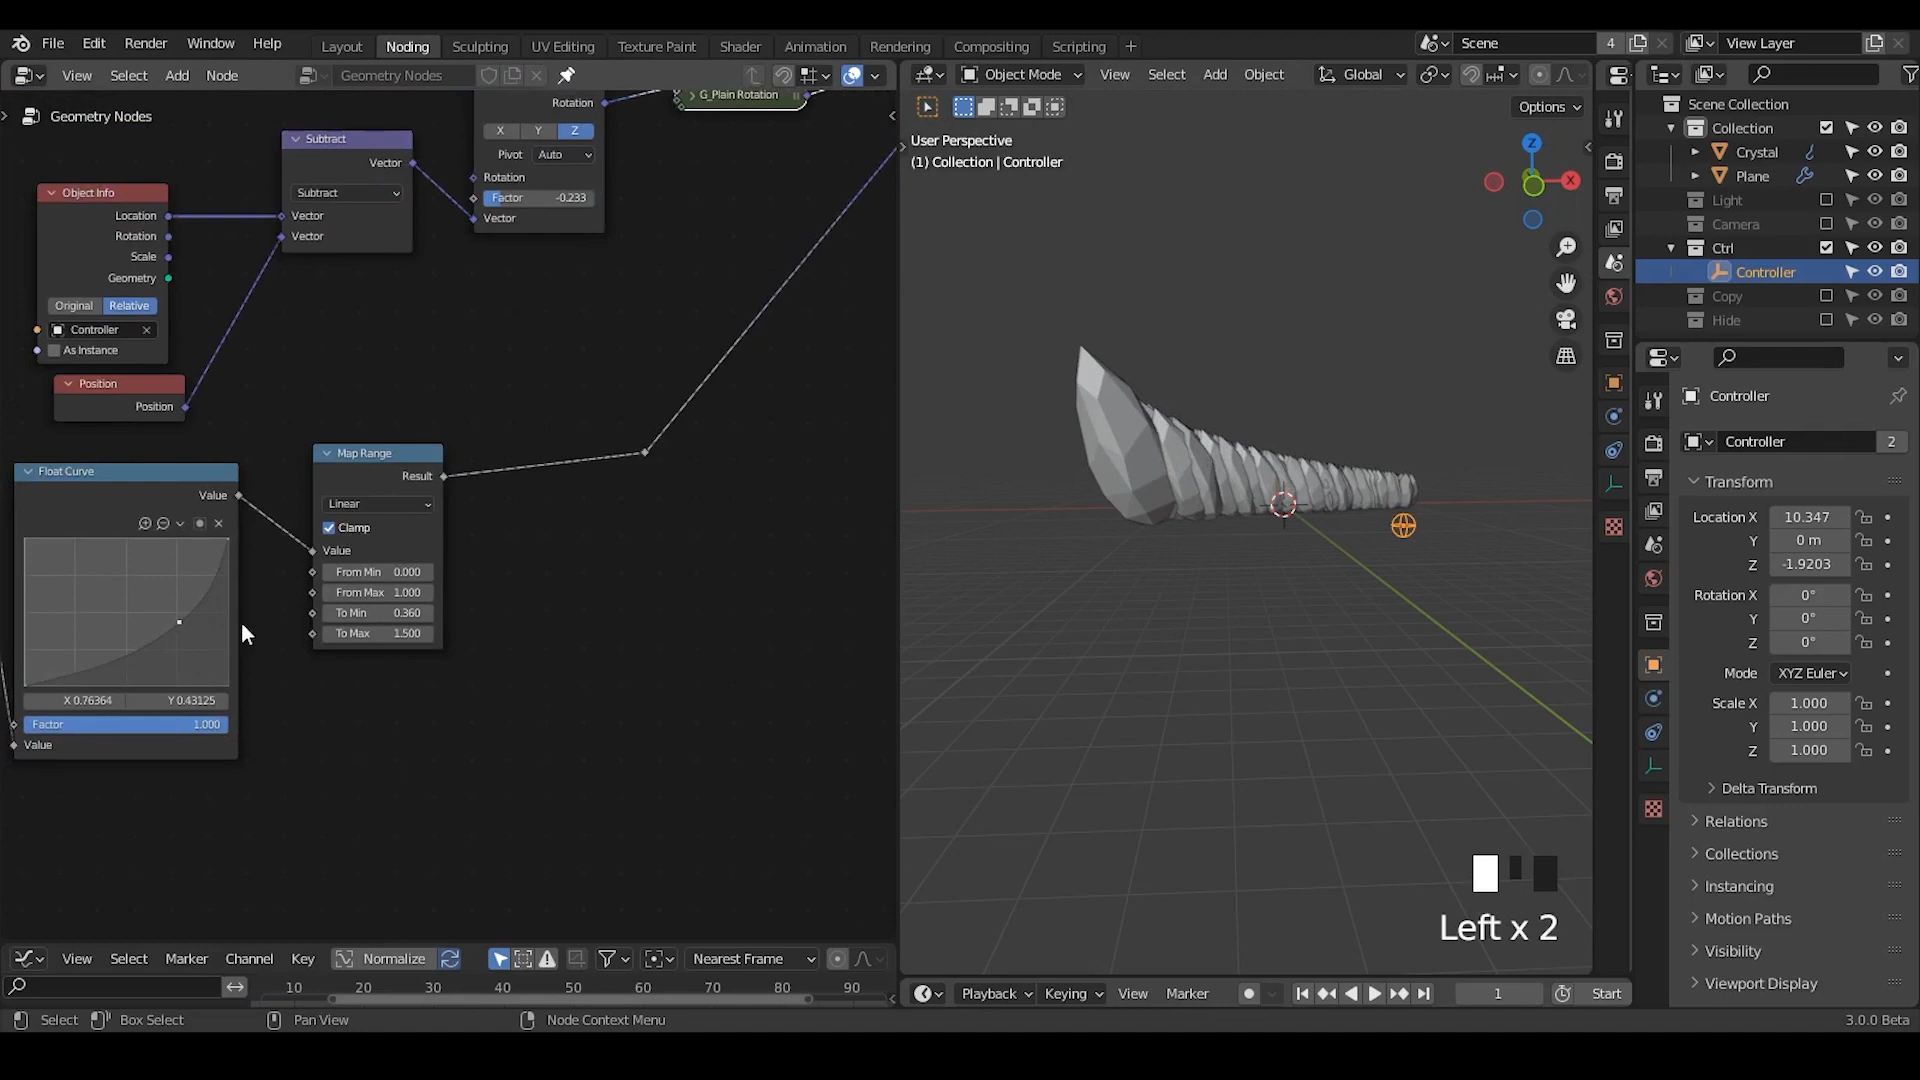 File Edit Render Window Help Layout Noding Sculpting UV Editing Texture Paint Shader Animation Rendering Compositing Scripting + Scene 4 View Layer
View Select Add Node Geometry Nodes
Object Mode View Select Add Object Global
Options
Geometry Nodes
Rotation
G_Plain Rotation
X Y Z
Pivot Auto
Rotation
Factor -0.233
Vector
Subtract
Vector
Subtract
Vector
Vector
Object Info
Location
Rotation
Scale
Geometry
Original Relative
Controller
As Instance
Position
Position
Float Curve
Value
X 0.76364 Y 0.43125
Factor 1.000
Value
Map Range
Result
Linear
Clamp
Value
From Min 0.000
From Max 1.000
To Min 0.360
To Max 1.500
User Perspective
(1) Collection | Controller
Z
X
Left x 2
Scene Collection
Collection
Crystal
Plane
Light
Camera
Ctrl
Controller
Copy
Hide
Controller
Controller 2
Transform
Location X 10.347
Y 0 m
Z -1.9203
Rotation X 0°
Y 0°
Z 0°
Mode XYZ Euler
Scale X 1.000
Y 1.000
Z 1.000
Delta Transform
Relations
Collections
Instancing
Motion Paths
Visibility
Viewport Display
View Select Marker Channel Key Normalize Nearest Frame
10 20 30 40 50 60 70 80 90
Playback Keying View Marker 1 Start
Select Box Select Pan View Node Context Menu 3.0.0 Beta